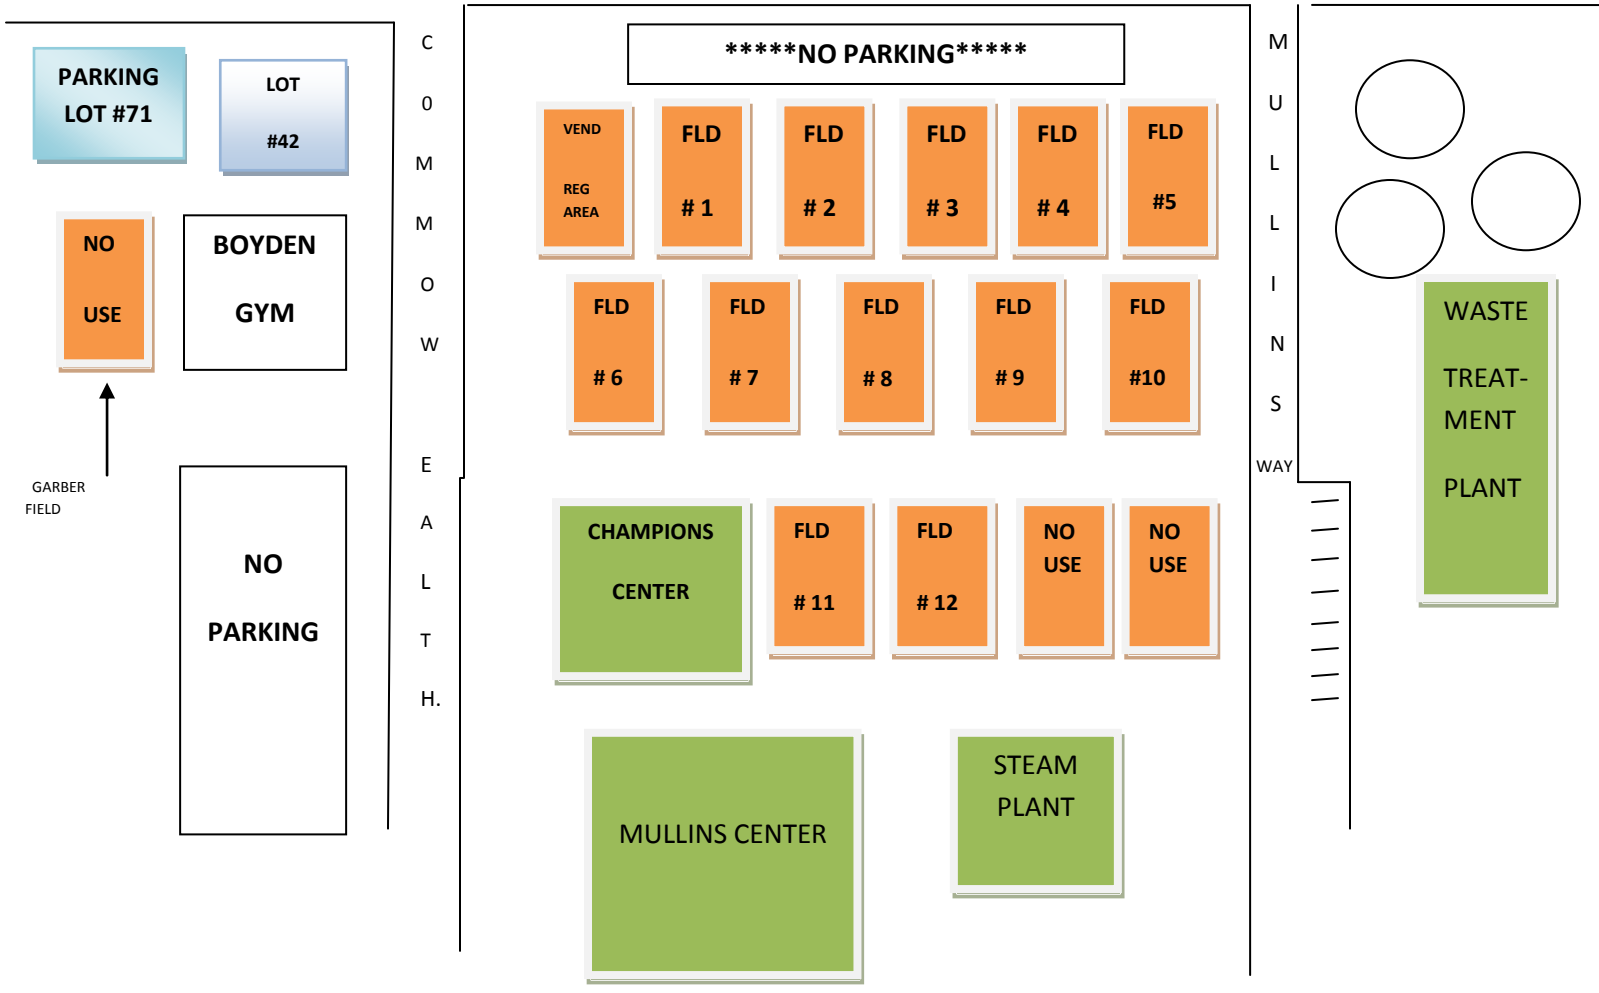 PARKING
LOT #71
LOT
#42
NO
USE
BOYDEN
GYM
GARBER
FIELD
NO
PARKING
C
0
M
M
O
W
E
A
L
T
H.
*****NO PARKING*****
VEND
REG
AREA
FLD
# 1
FLD
# 2
FLD
# 3
FLD
# 4
FLD
#5
FLD
# 6
FLD
# 7
FLD
# 8
FLD
# 9
FLD
#10
CHAMPIONS
CENTER
FLD
# 11
FLD
# 12
NO
USE
NO
USE
MULLINS CENTER
STEAM
PLANT
M
U
L
L
I
N
S
WAY
WASTE
TREAT-
MENT
PLANT